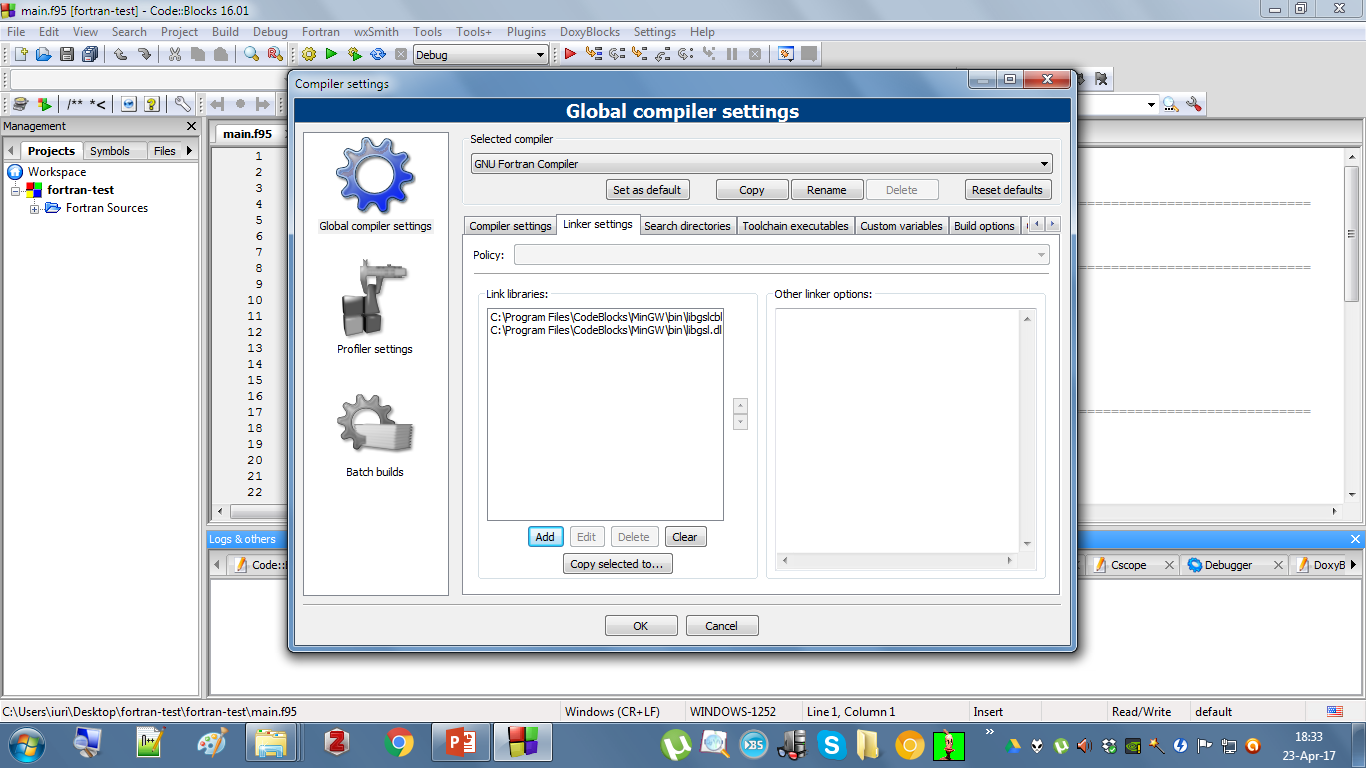 main.f95 [fortran-test] - Code::Blocks 16.01
File Edit View Search Project Build Debug Fortran wxSmith Tools Tools+ Plugins DoxyBlocks Settings Help
Debug
/** *<
Management
Projects Symbols Files
Workspace
fortran-test
Fortran Sources
main.f95
1
2
3
4
5
6
7
8
9
10
11
12
13
14
15
16
17
18
19
20
21
22
Compiler settings
Global compiler settings
Global compiler settings
Profiler settings
Batch builds
Selected compiler
GNU Fortran Compiler
Set as default Copy Rename Delete Reset defaults
Compiler settings Linker settings Search directories Toolchain executables Custom variables Build options
Policy:
Link libraries:
C:\Program Files\CodeBlocks\MinGW\bin\libgslcbl
C:\Program Files\CodeBlocks\MinGW\bin\libgsl.dl
Add Edit Delete Clear
Copy selected to...
Other linker options:
OK Cancel
Logs & others
Code:: Cscope Debugger DoxyB
C:\Users\iuri\Desktop\fortran-test\fortran-test\main.f95 Windows (CR+LF) WINDOWS-1252 Line 1, Column 1 Insert Read/Write default
18:33
23-Apr-17